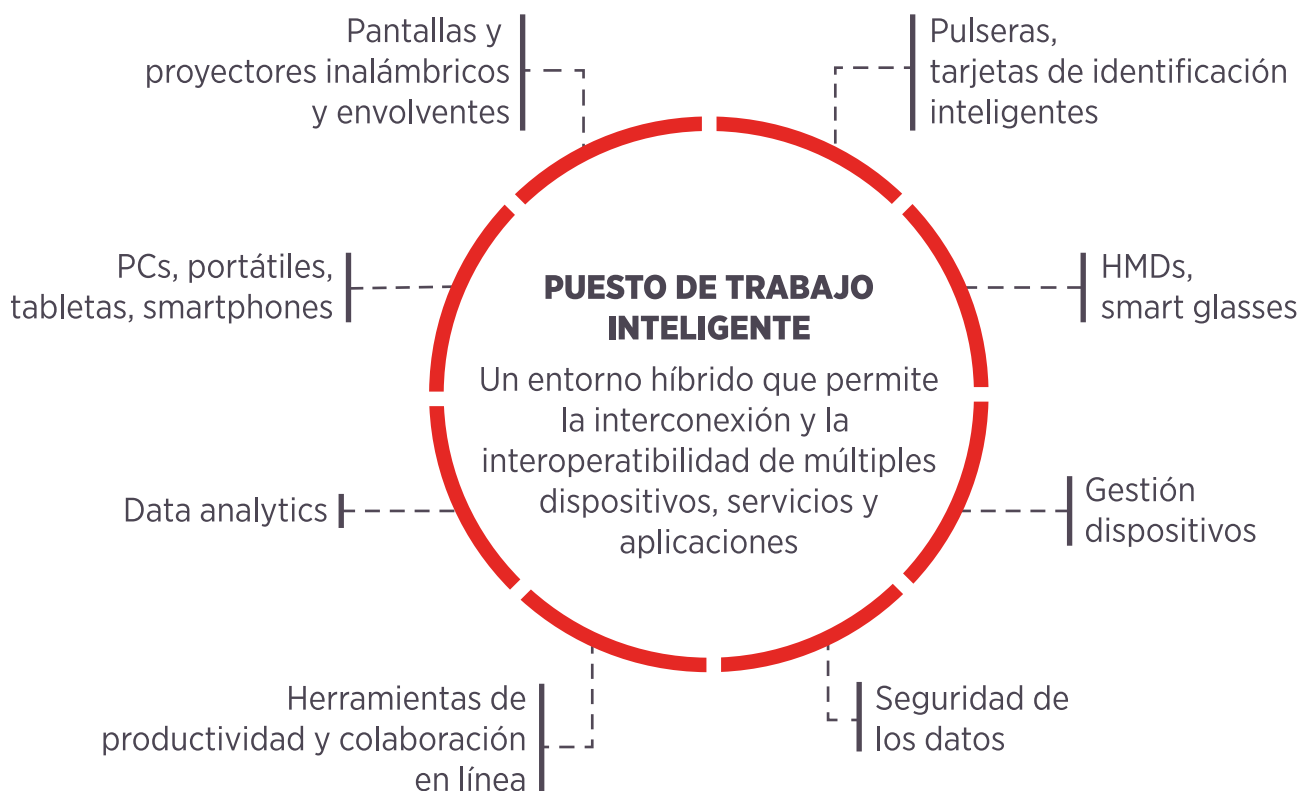 Pantallas y
proyectores inalámbricos
y envolventes
Pulseras,
tarjetas de identificación
inteligentes
PCs, portátiles,
tabletas, smartphones
HMDs,
smart glasses
PUESTO DE TRABAJO
INTELIGENTE
Un entorno híbrido que permite
la interconexión y la
interoperatibilidad de múltiples
dispositivos, servicios y
aplicaciones
Data analytics
Gestión
dispositivos
Herramientas de
productividad y colaboración
en línea
Seguridad de
los datos